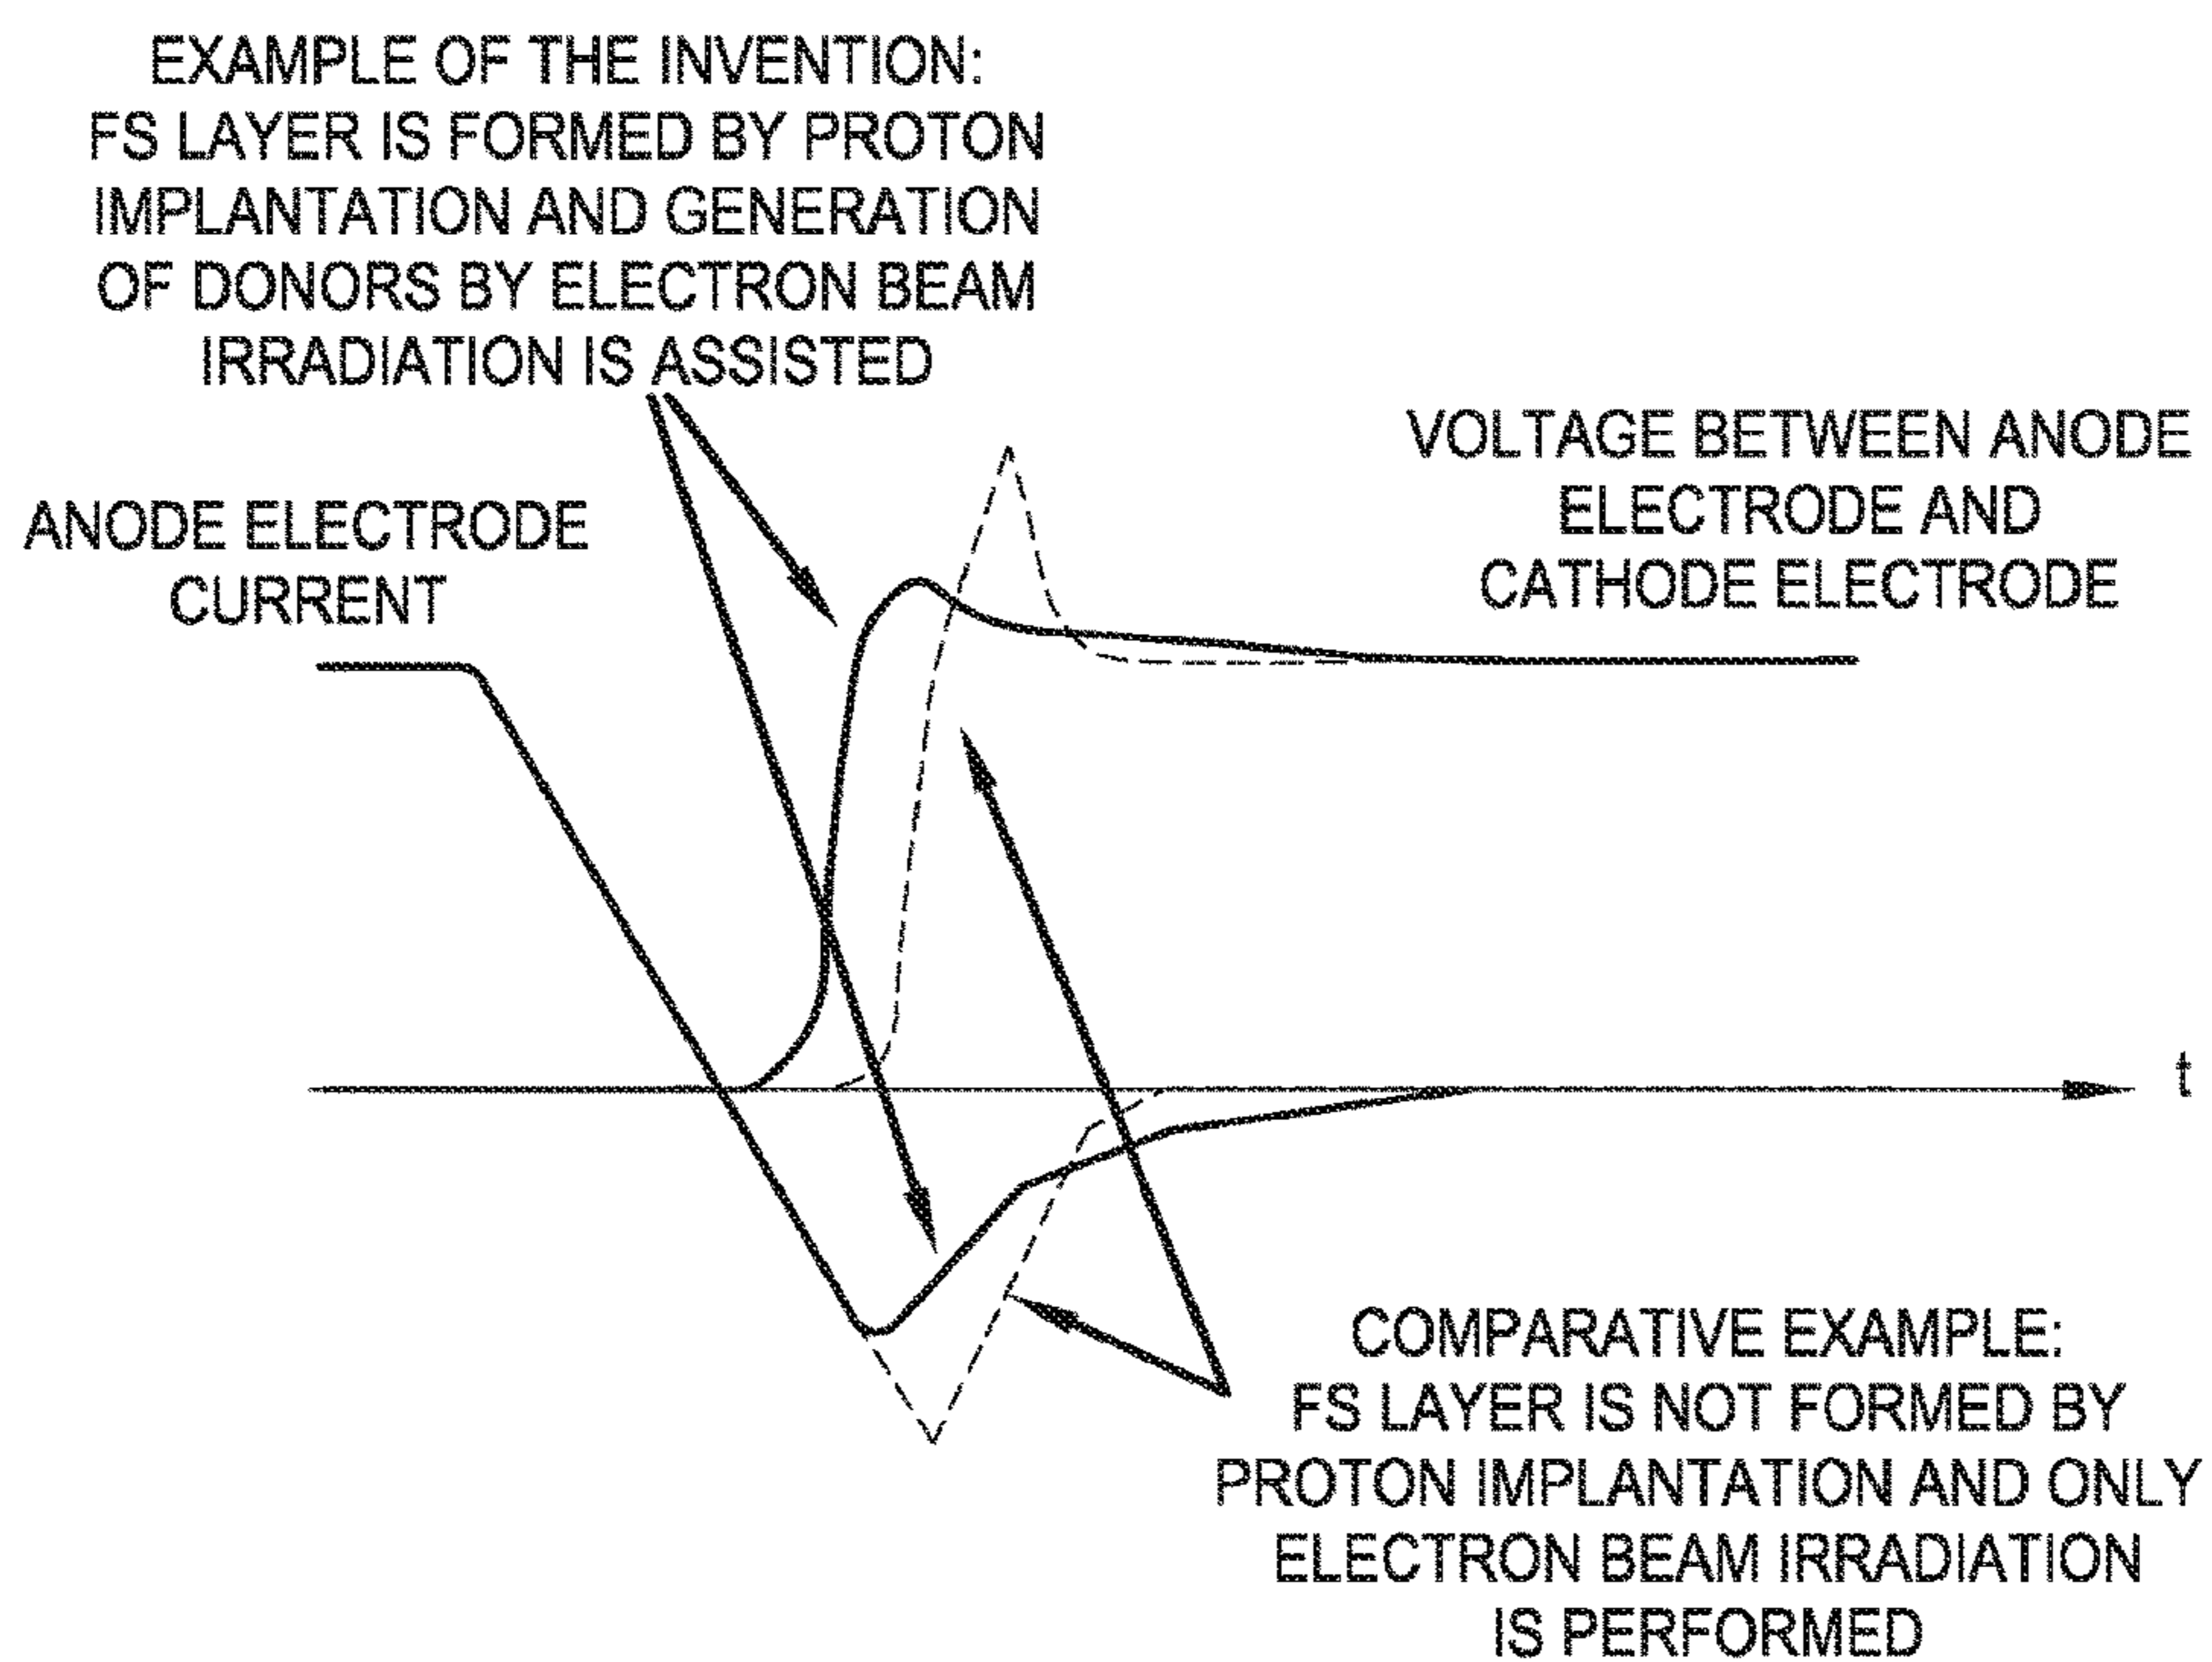 EXAMPLE OF THE INVENTION:
FS LAYER IS FORMED BY PROTON
IMPLANTATION AND GENERATION
OF DONORS BY ELECTRON BEAM
IRRADIATION IS ASSISTED
ANODE ELECTRODE
CURRENT
VOLTAGE BETWEEN ANODE
ELECTRODE AND
CATHODE ELECTRODE
t
COMPARATIVE EXAMPLE:
FS LAYER IS NOT FORMED BY
PROTON IMPLANTATION AND ONLY
ELECTRON BEAM IRRADIATION
IS PERFORMED